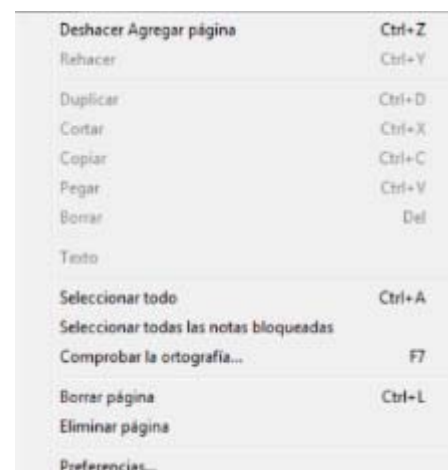 Deshacer Agregar página Ctrl+Z
Rehacer Ctrl+Y
Duplicar Ctrl+D
Cortar Ctrl+X
Copiar Ctrl+C
Pegar Ctrl+V
Borrar Del
Texto
Seleccionar todo Ctrl+A
Seleccionar todas las notas bloqueadas
Comprobar la ortografía... F7
Borrar página Ctrl+L
Eliminar página
Preferencias...